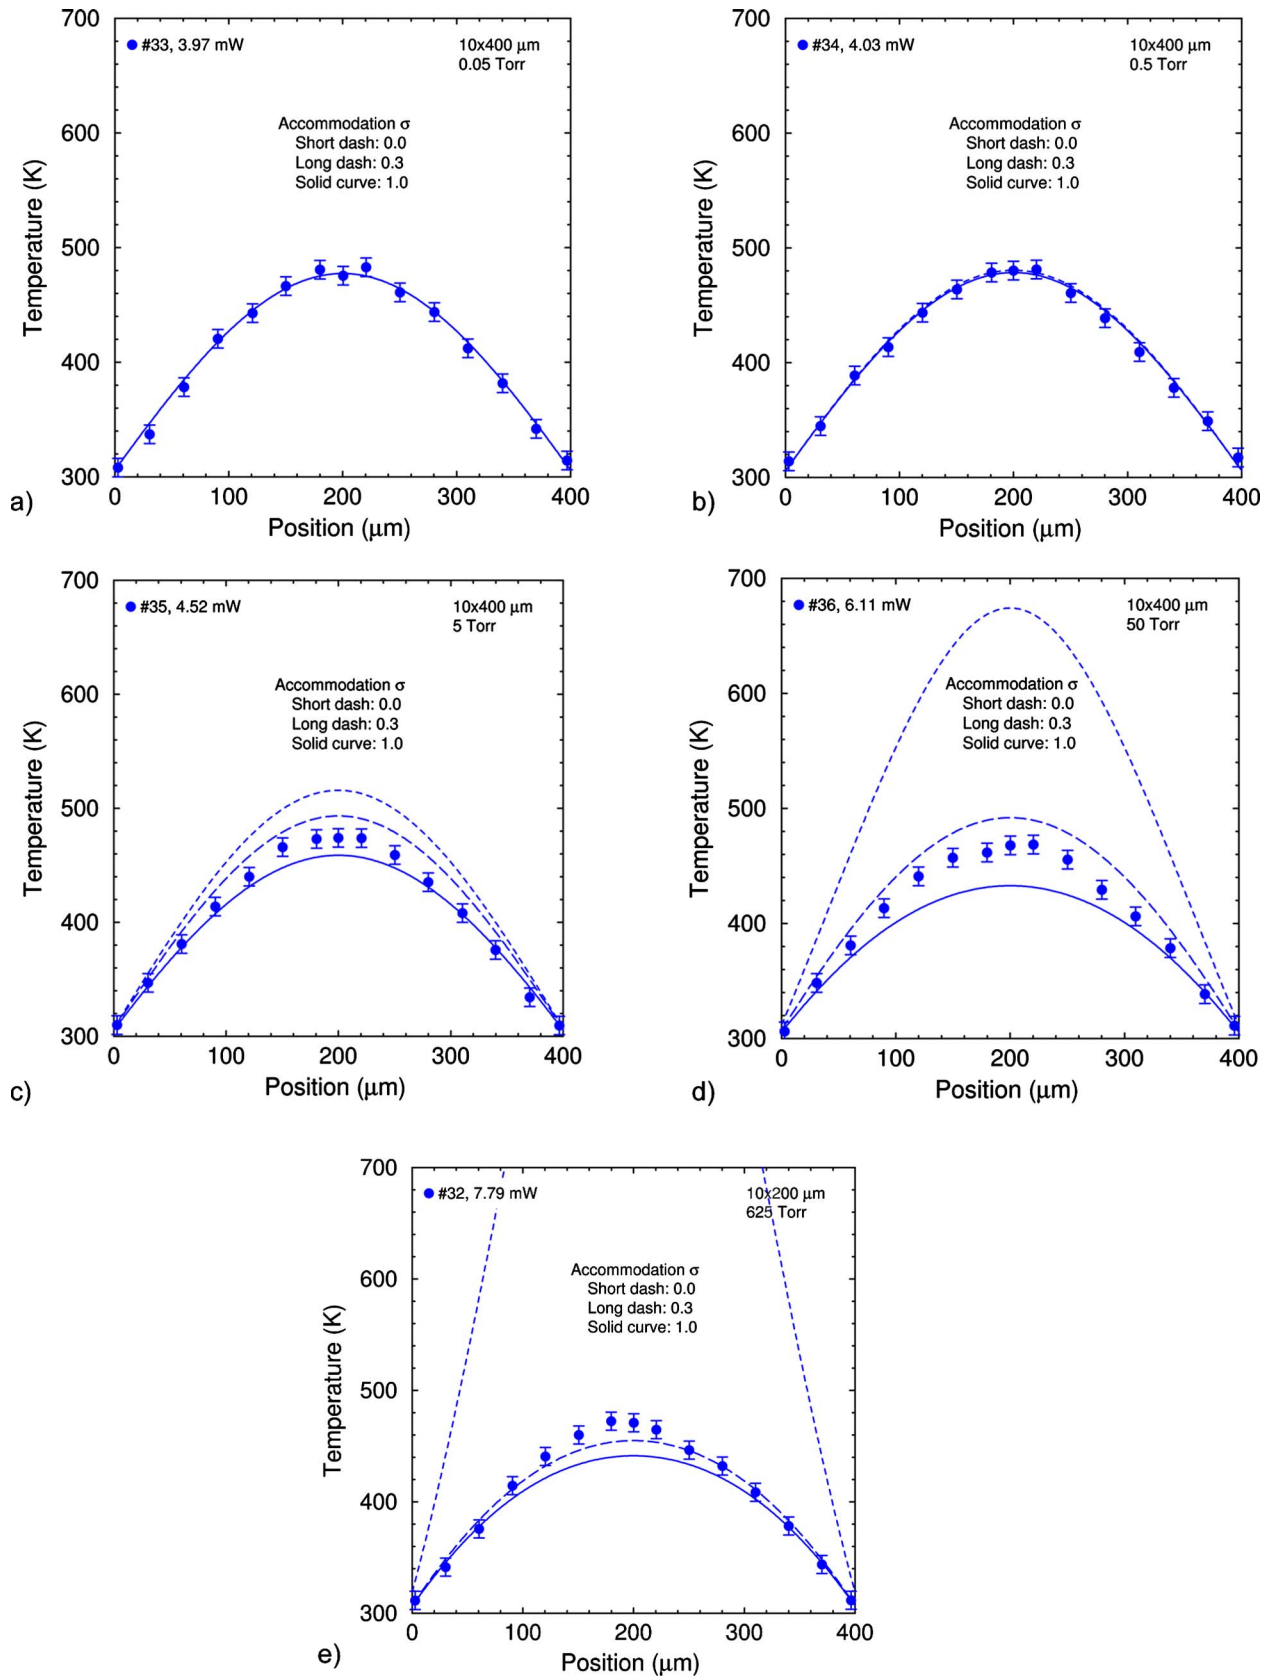 700
600
500
400
300
Temperature (K)
#33, 3.97 mW
10x400 μm
0.05 Torr
Accommodation σ
Short dash: 0.0
Long dash: 0.3
Solid curve: 1.0
0 100 200 300 400
Position (μm)
a)
700
600
500
400
300
Temperature (K)
#34, 4.03 mW
10x400 μm
0.5 Torr
Accommodation σ
Short dash: 0.0
Long dash: 0.3
Solid curve: 1.0
0 100 200 300 400
Position (μm)
b)
700
600
500
400
300
Temperature (K)
#35, 4.52 mW
10x400 μm
5 Torr
Accommodation σ
Short dash: 0.0
Long dash: 0.3
Solid curve: 1.0
0 100 200 300 400
Position (μm)
c)
700
600
500
400
300
Temperature (K)
#36, 6.11 mW
10x400 μm
50 Torr
Accommodation σ
Short dash: 0.0
Long dash: 0.3
Solid curve: 1.0
0 100 200 300 400
Position (μm)
d)
700
600
500
400
300
Temperature (K)
#32, 7.79 mW
10x200 μm
625 Torr
Accommodation σ
Short dash: 0.0
Long dash: 0.3
Solid curve: 1.0
0 100 200 300 400
Position (μm)
e)